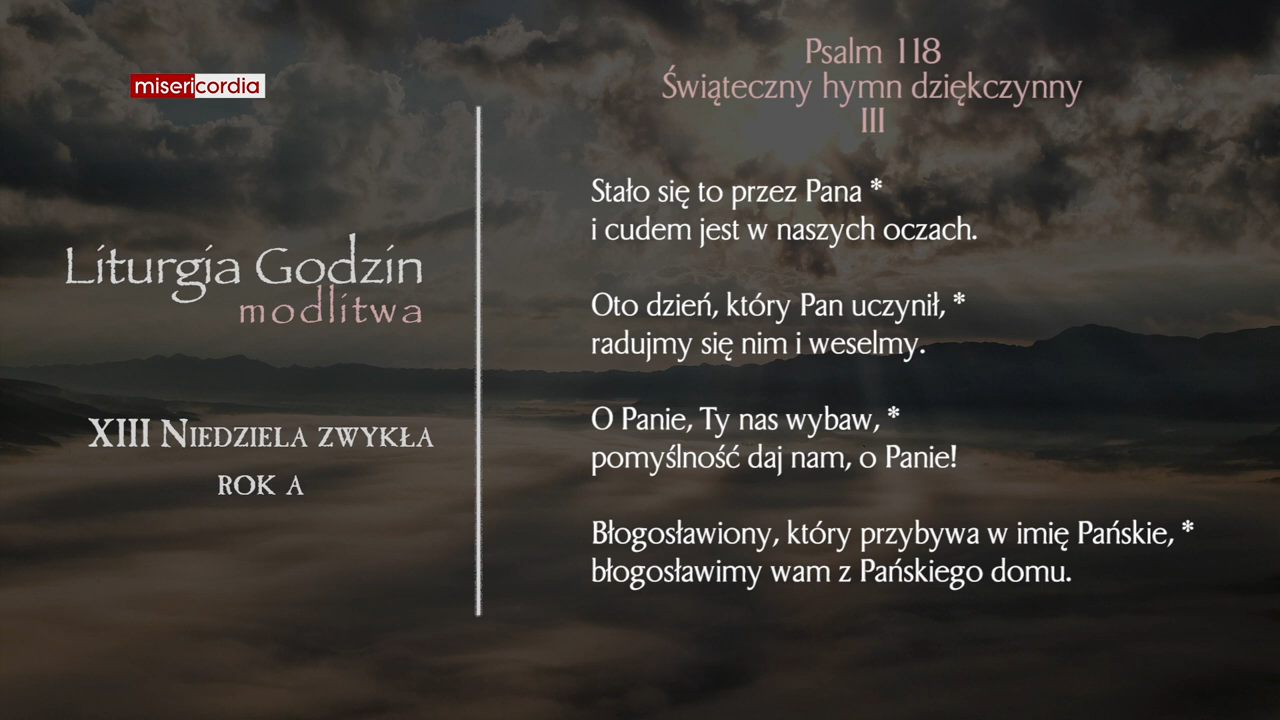 misericordia
Liturgia Godzin
modlitwa
XIII Niedziela zwykła
rok A
Psalm 118
Świąteczny hymn dziękczynny
III
Stało się to przez Pana *
i cudem jest w naszych oczach.
Oto dzień, który Pan uczynił, *
radujmy się nim i weselmy.
O Panie, Ty nas wybaw, *
pomyślność daj nam, o Panie!
Błogosławiony, który przybywa w imię Pańskie, *
błogosławimy wam z Pańskiego domu.